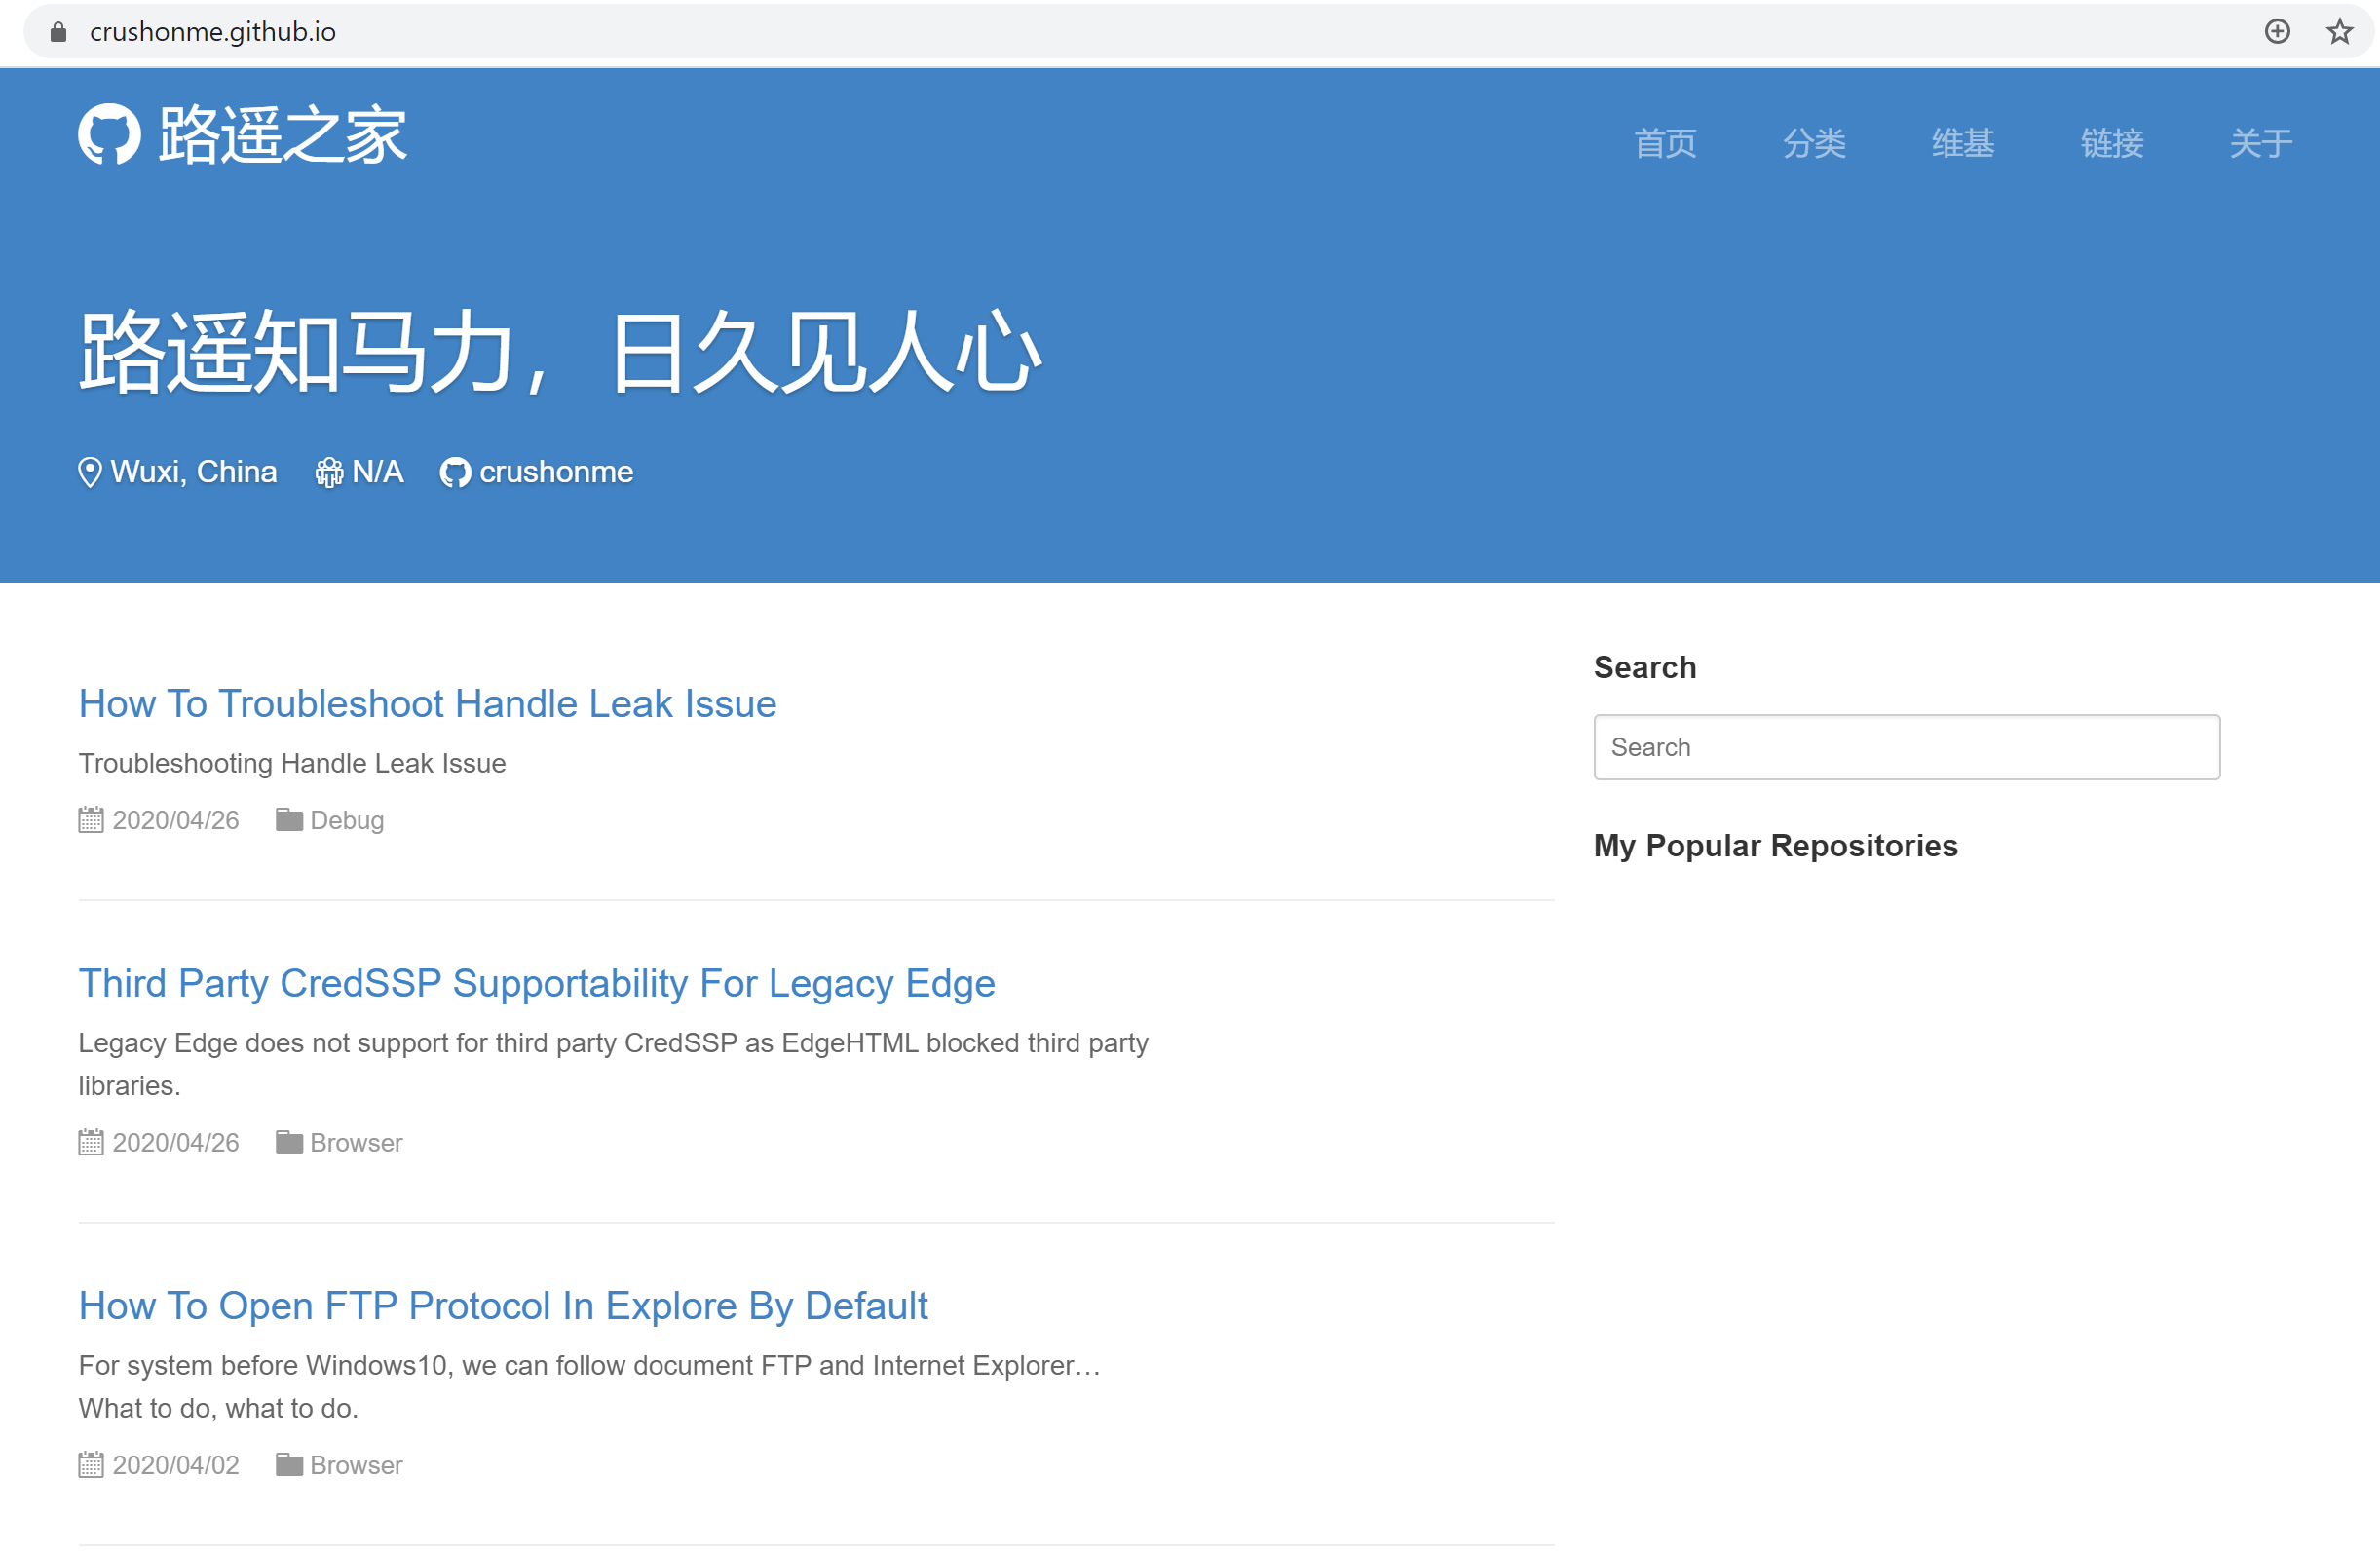 crushonme.github.io
路遥之家
首页 分类 维基 链接 关于
路遥知马力，日久见人心
Wuxi, China N/A crushonme
How To Troubleshoot Handle Leak Issue
Troubleshooting Handle Leak Issue
2020/04/26 Debug
Third Party CredSSP Supportability For Legacy Edge
Legacy Edge does not support for third party CredSSP as EdgeHTML blocked third party
libraries.
2020/04/26 Browser
How To Open FTP Protocol In Explore By Default
For system before Windows10, we can follow document FTP and Internet Explorer…
What to do, what to do.
2020/04/02 Browser
Search
Search
My Popular Repositories